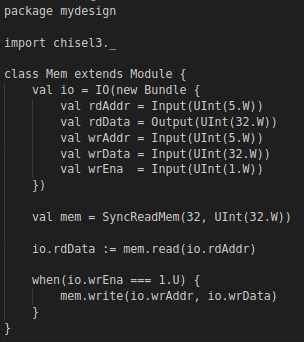 package mydesign

import chisel3._

class Mem extends Module {
    val io = IO(new Bundle {
        val rdAddr = Input(UInt(5.W))
        val rdData = Output(UInt(32.W))
        val wrAddr = Input(UInt(5.W))
        val wrData = Input(UInt(32.W))
        val wrEna  = Input(UInt(1.W))
    })

    val mem = SyncReadMem(32, UInt(32.W))

    io.rdData := mem.read(io.rdAddr)

    when(io.wrEna === 1.U) {
        mem.write(io.wrAddr, io.wrData)
    }
}